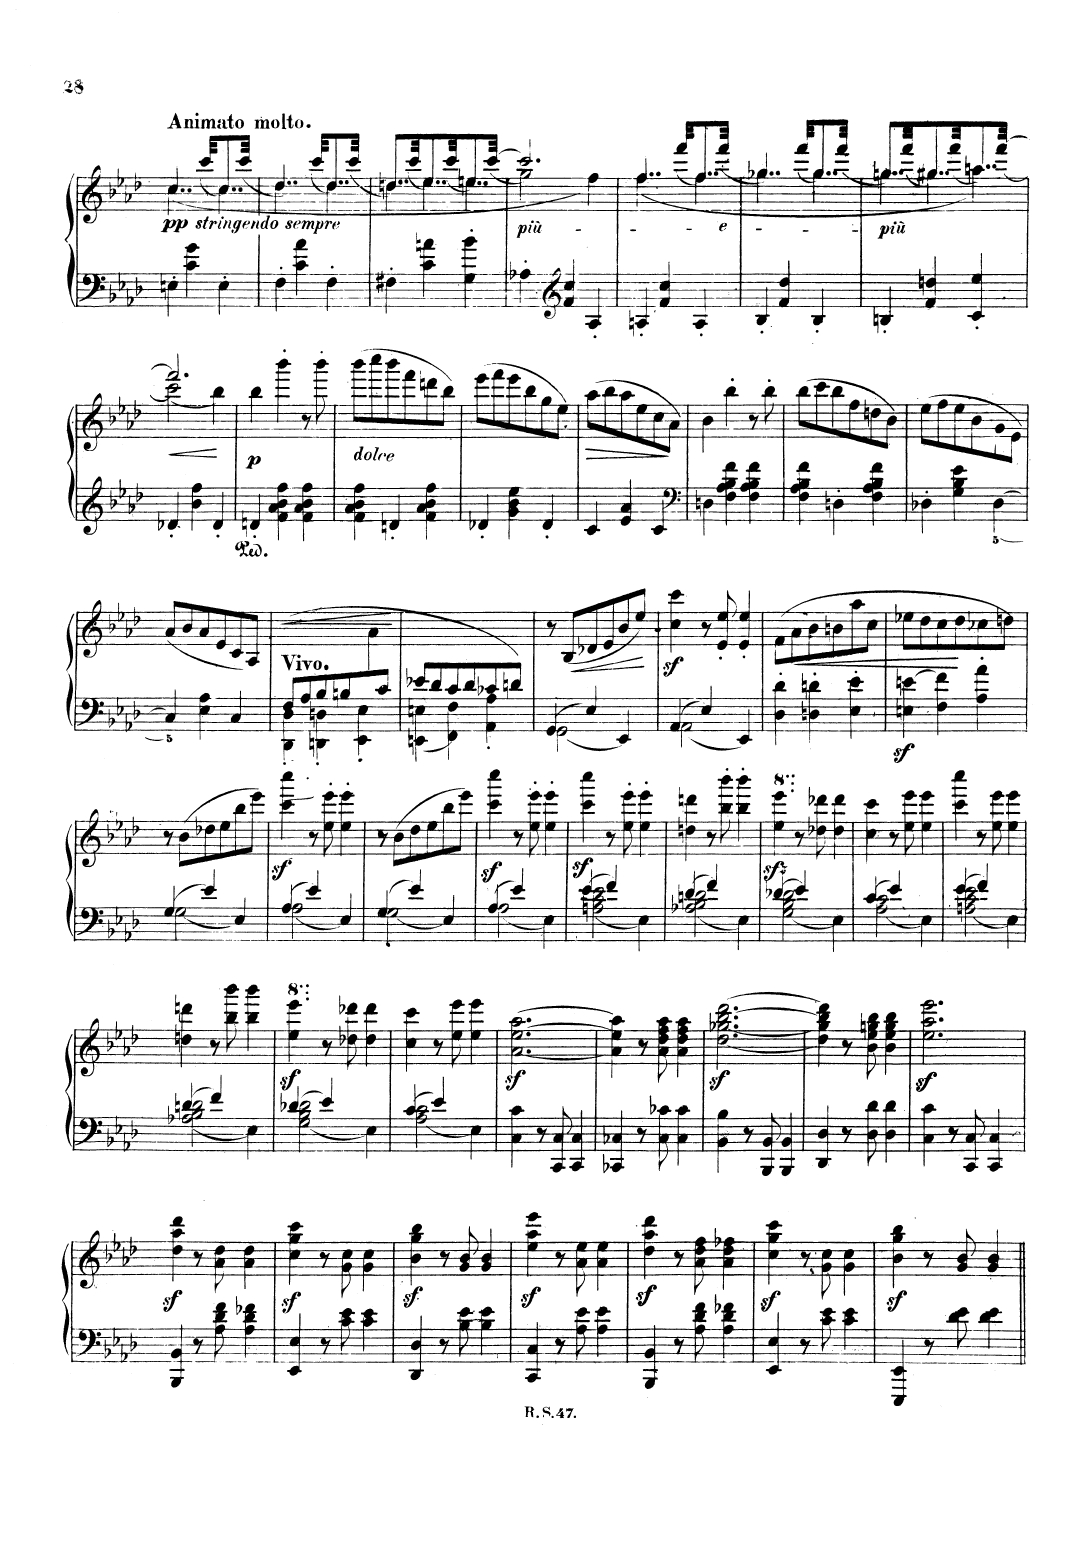 28
Animato molto.
pp stringendo sempre più - - - e - - - più
p dolce
Ped.
5
5 Vivo.
sf
sf
sf sf sf sf 8
8
sf sf sf sf
sf sf sf sf sf sf sf
R.S.47.